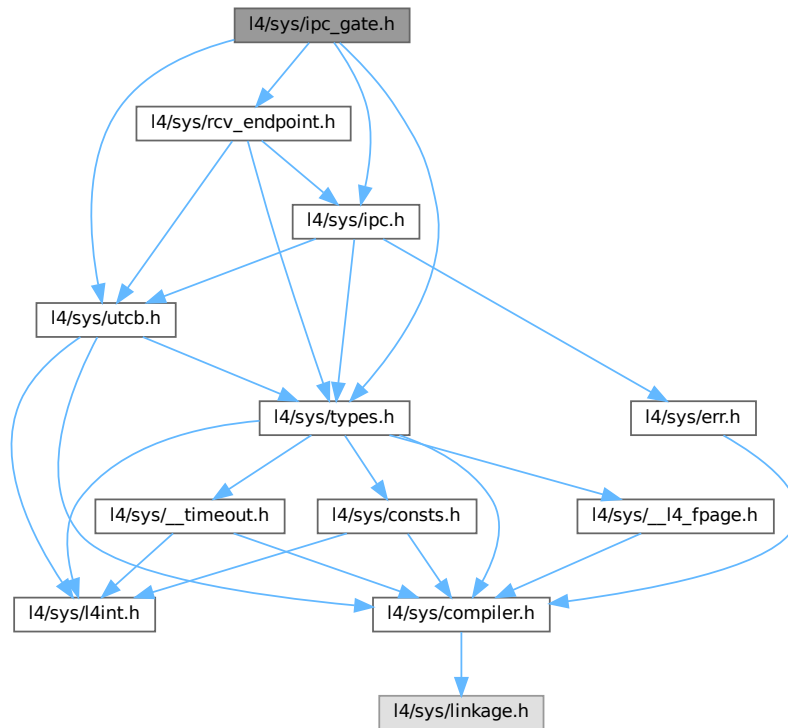 l4/sys/ipc_gate.h
l4/sys/rcv_endpoint.h
l4/sys/ipc.h
l4/sys/utcb.h
l4/sys/types.h
l4/sys/err.h
l4/sys/__timeout.h
l4/sys/consts.h
l4/sys/__l4_fpage.h
l4/sys/l4int.h
l4/sys/compiler.h
l4/sys/linkage.h